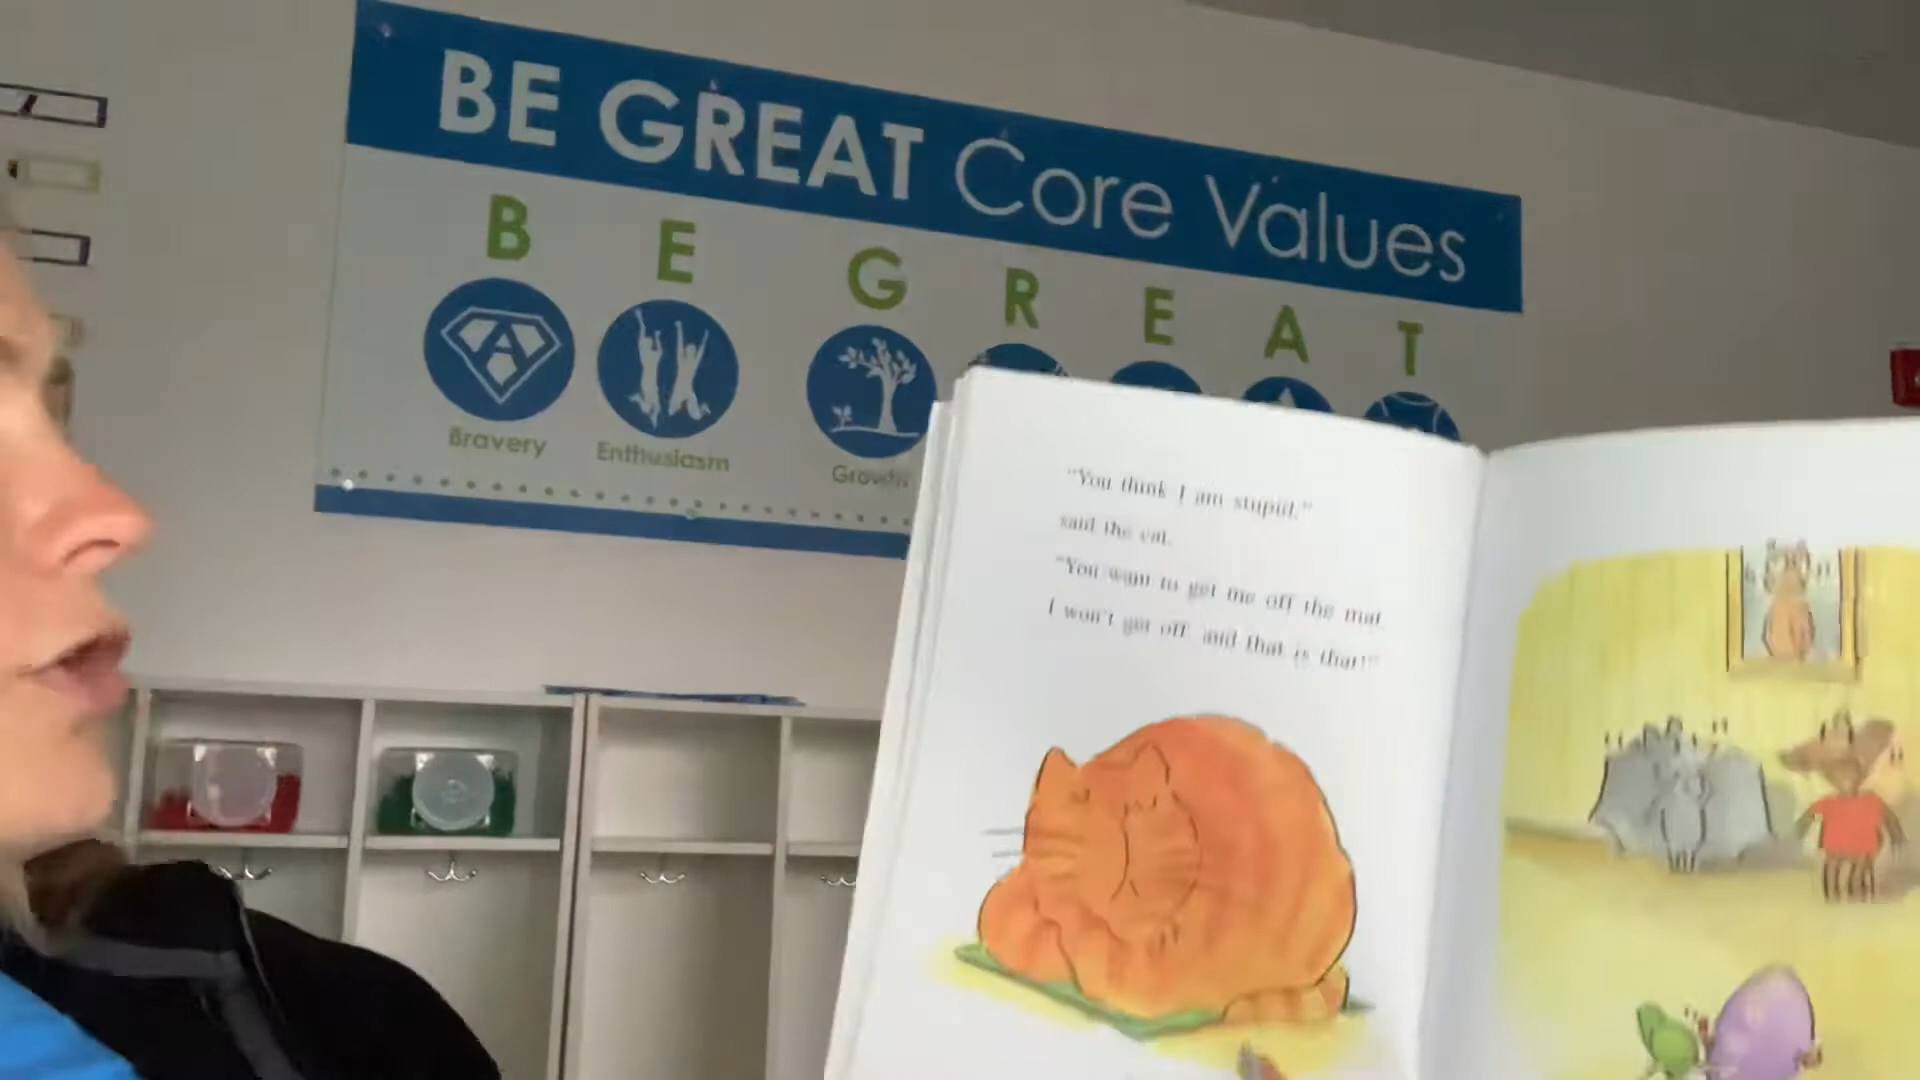 BE GREAT Core Values
B E G R E A T
Bravery Enthusiasm Growth
"You think I am stupid,"
said the cat.
"You want to get me off the mat.
I won't get off, and that is that!"